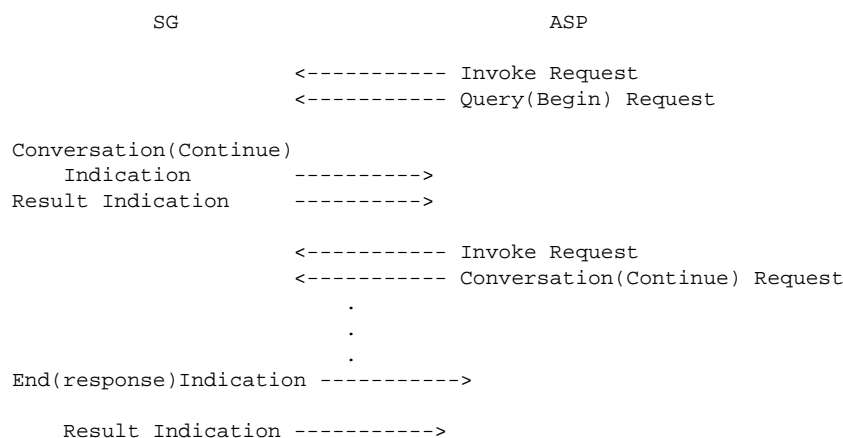 SG                                ASP
<----------- Invoke Request
<----------- Query(Begin) Request
Conversation(Continue)
Indication        ---------->
Result Indication     ---------->
<----------- Invoke Request
<----------- Conversation(Continue) Request
.
.
.
End(response)Indication ----------->
Result Indication ----------->